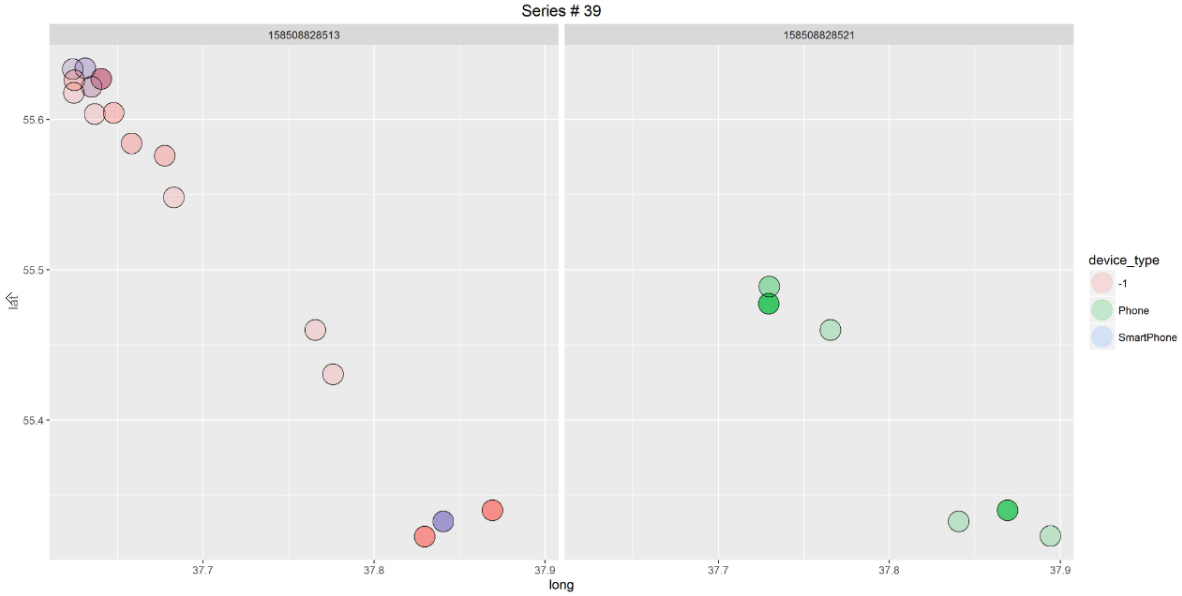 Series # 39
158508828513
158508828521
55.6
55.5
55.4
lat
37.7
37.8
37.9
37.7
37.8
37.9
long
device_type
-1
Phone
SmartPhone